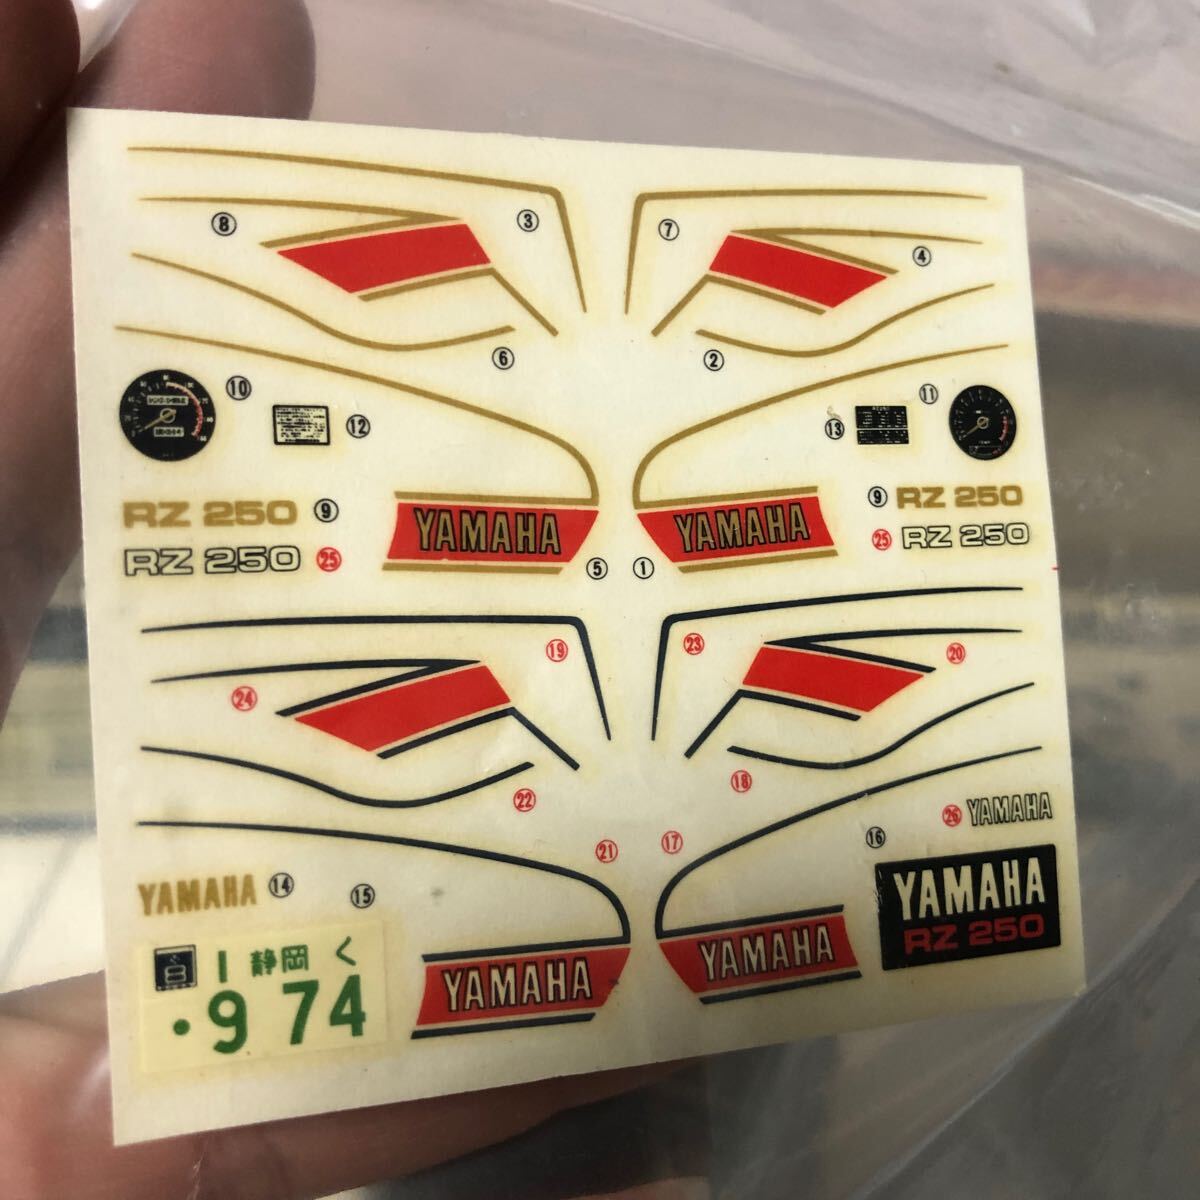 ⑧ ③ ⑦ ④
⑥ ②
⑩ ⑫ ⑬ ⑪
RZ 250 ⑨ YAMAHA YAMAHA ⑨ RZ 250
RZ 250 ㉕ ⑤ ① ㉕ RZ 250
⑲ ㉓ ⑳
㉔
㉒ ⑱
㉑ ⑰ ⑯ ㉖ YAMAHA
YAMAHA ⑭ ⑮
YAMAHA
RZ 250
8 1 静岡 く
・9 74
YAMAHA YAMAHA